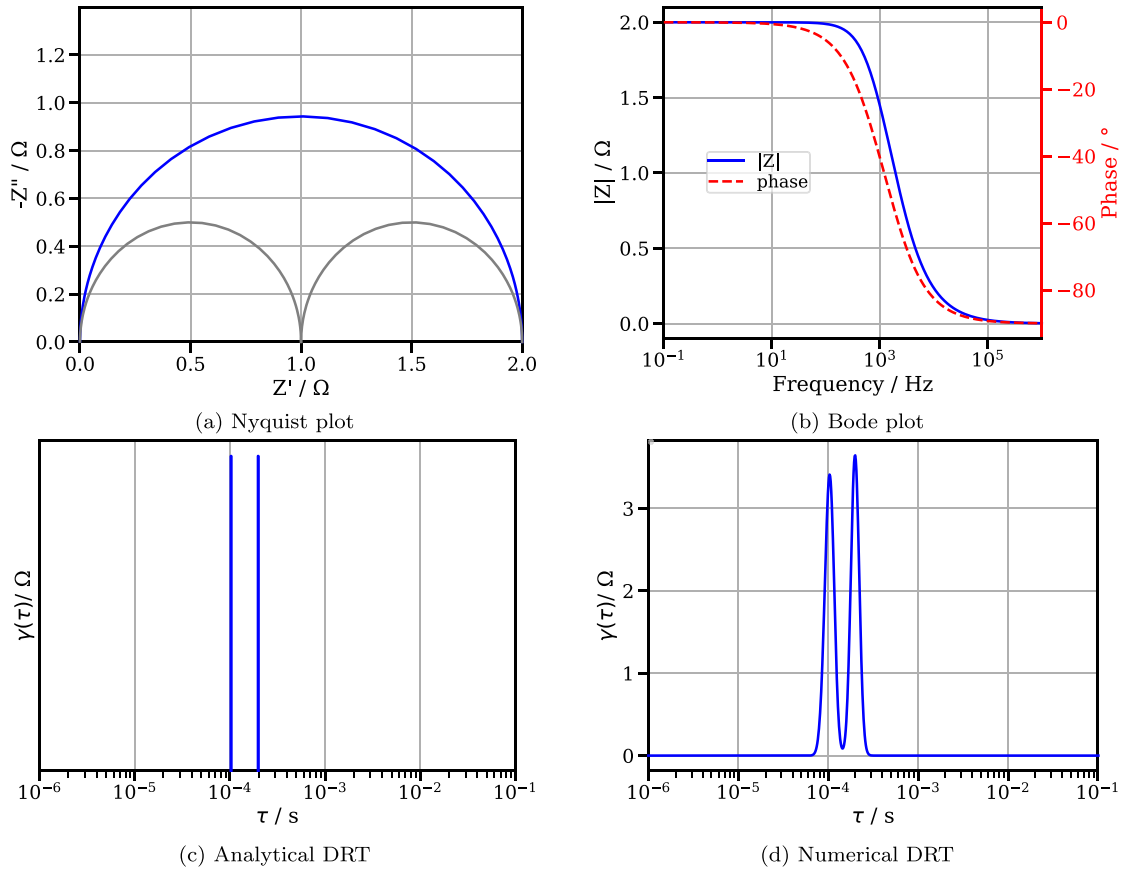 1.2
1.0
0.8
0.6
0.4
0.2
0.0
-Z'' / Ω
0.0 0.5 1.0 1.5 2.0
Z' / Ω
(a) Nyquist plot
2.0
1.5
1.0
0.5
0.0
|Z| / Ω
|Z|
phase
0
−20
−40
−60
−80
Phase / °
10⁻¹ 10¹ 10³ 10⁵
Frequency / Hz
(b) Bode plot
γ(τ)/ Ω
10⁻⁶ 10⁻⁵ 10⁻⁴ 10⁻³ 10⁻² 10⁻¹
τ / s
(c) Analytical DRT
3
2
1
0
γ(τ)/ Ω
10⁻⁶ 10⁻⁵ 10⁻⁴ 10⁻³ 10⁻² 10⁻¹
τ / s
(d) Numerical DRT